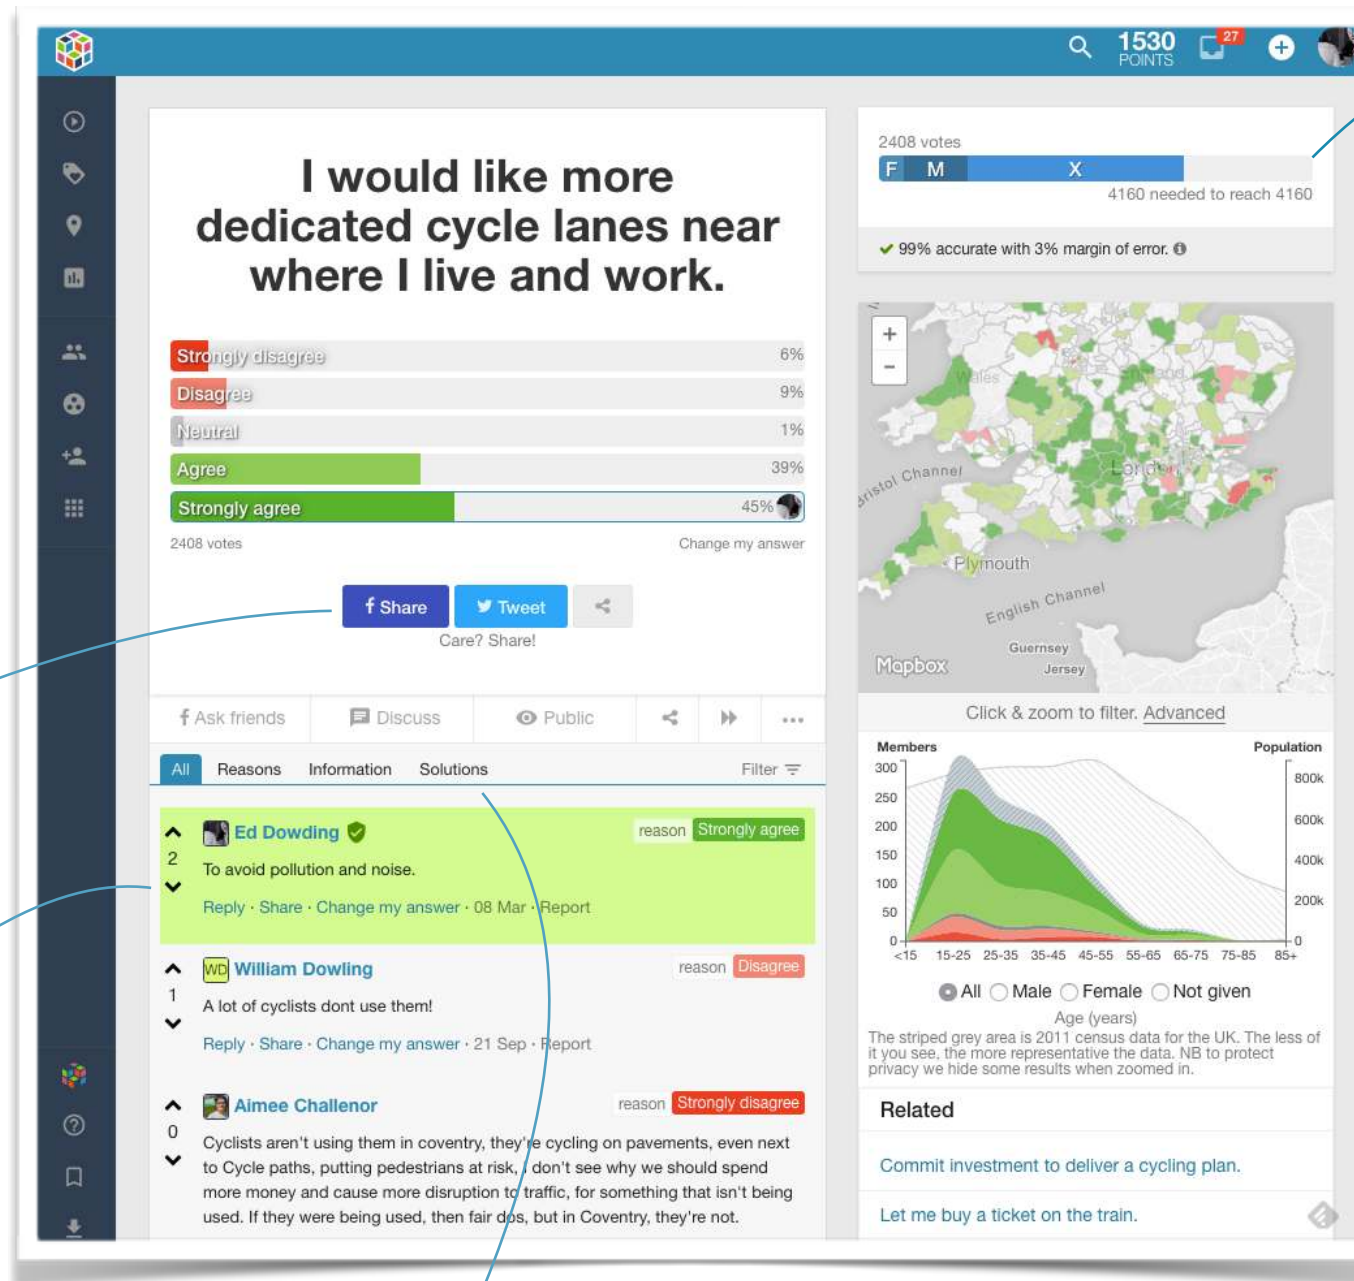 1530
POINTS
27
I would like more
dedicated cycle lanes near
where I live and work.
Strongly disagree 6%
Disagree 9%
Neutral 1%
Agree 39%
Strongly agree 45%
2408 votes Change my answer
f Share Tweet
Care? Share!
f Ask friends Discuss Public
All Reasons Information Solutions Filter
Ed Dowding reason Strongly agree
2
To avoid pollution and noise.
Reply · Share · Change my answer · 08 Mar · Report
WD William Dowling reason Disagree
1
A lot of cyclists dont use them!
Reply · Share · Change my answer · 21 Sep · Report
Aimee Challenor reason Strongly disagree
0
Cyclists aren't using them in coventry, they're cycling on pavements, even next
to Cycle paths, putting pedestrians at risk, I don't see why we should spend
more money and cause more disruption to traffic, for something that isn't being
used. If they were being used, then fair dos, but in Coventry, they're not.
2408 votes
F M X
4160 needed to reach 4160
99% accurate with 3% margin of error.
+
−
Wales
England
London
Bristol Channel
Plymouth
English Channel
Guernsey
Jersey
Mapbox
Click & zoom to filter. Advanced
Members Population
300
250
200
150
100
50
0
800k
600k
400k
200k
0
<15 15-25 25-35 35-45 45-55 55-65 65-75 75-85 85+
All Male Female Not given
Age (years)
The striped grey area is 2011 census data for the UK. The less of
it you see, the more representative the data. NB to protect
privacy we hide some results when zoomed in.
Related
Commit investment to deliver a cycling plan.
Let me buy a ticket on the train.